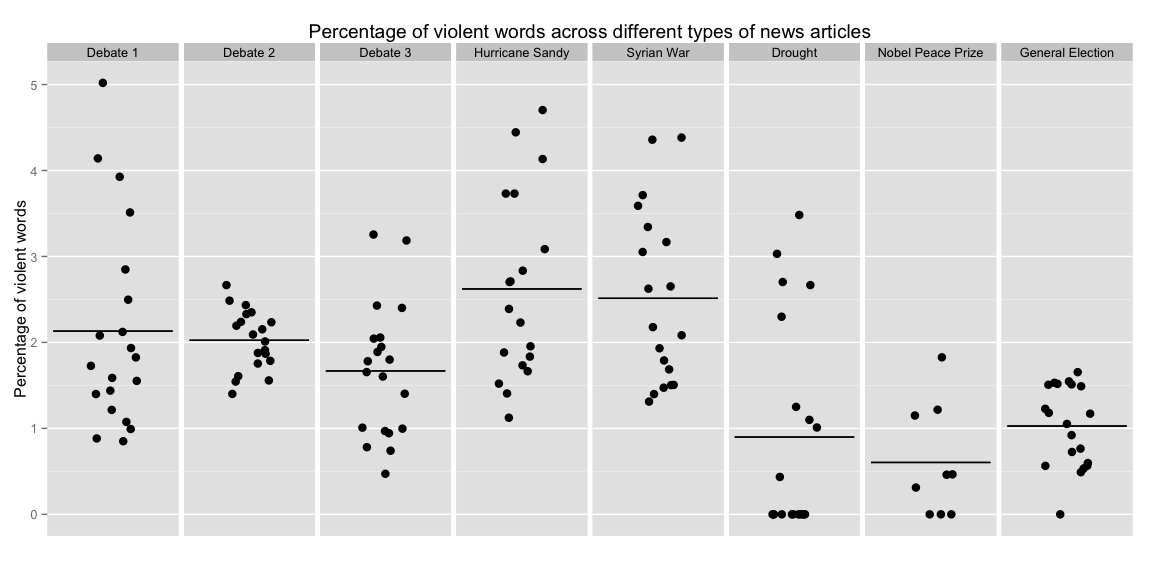 Percentage of violent words across different types of news articles
Debate 1 Debate 2 Debate 3 Hurricane Sandy Syrian War Drought Nobel Peace Prize General Election
Percentage of violent words
5
4
3
2
1
0